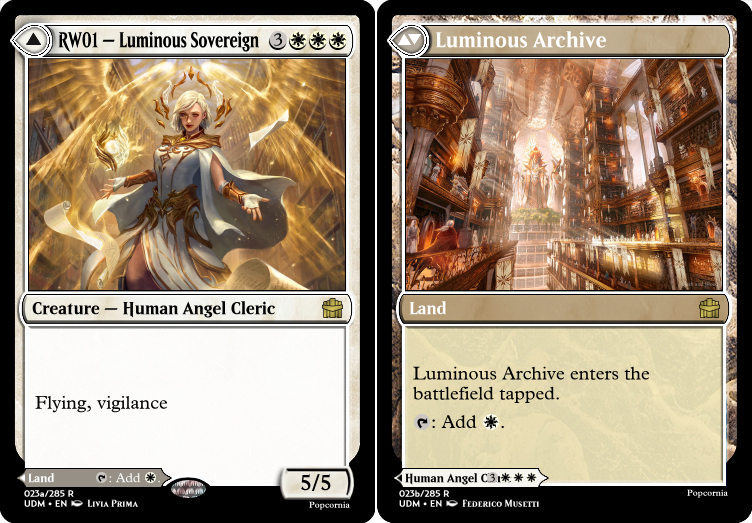 RW01 – Luminous Sovereign 3
Creature — Human Angel Cleric
Flying, vigilance
Land : Add .
5/5
023a/285 R
UDM • EN Livia Prima
Popcornia
Luminous Archive
Land
Luminous Archive enters the
battlefield tapped.
: Add .
Human Angel 3
023b/285 R
UDM • EN Federico Musetti
Popcornia